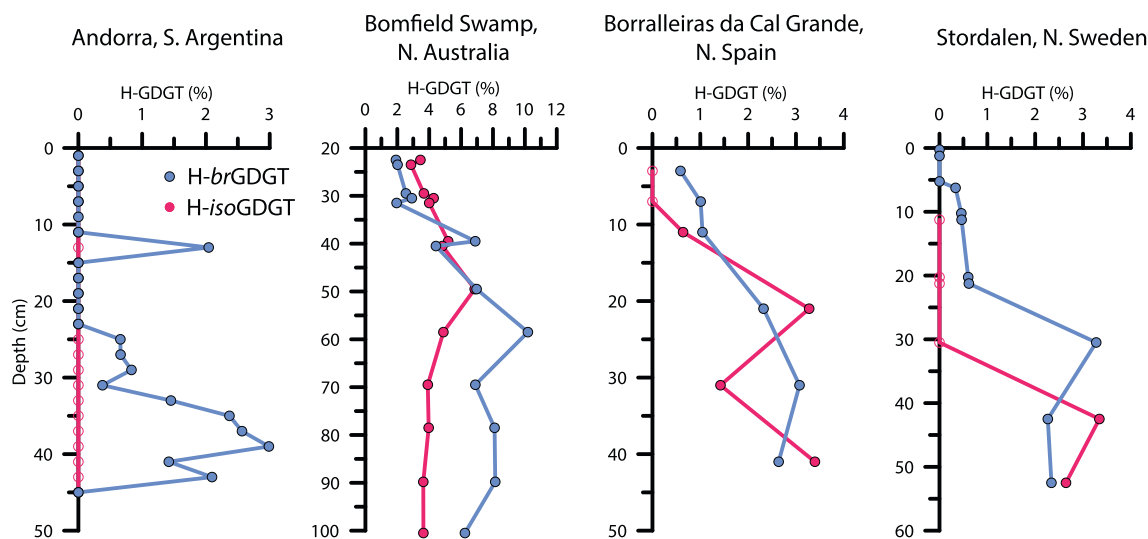 Andorra, S. Argentina
H-GDGT (%)
0 1 2 3
0
10
20
30
40
50
Depth (cm)
H-brGDGT
H-isoGDGT
Bomfield Swamp,
N. Australia
H-GDGT (%)
0 2 4 6 8 10 12
20
30
40
50
60
70
80
90
100
Borralleiras da Cal Grande,
N. Spain
H-GDGT (%)
0 1 2 3 4
0
10
20
30
40
50
Stordalen, N. Sweden
H-GDGT (%)
0 1 2 3 4
0
10
20
30
40
50
60